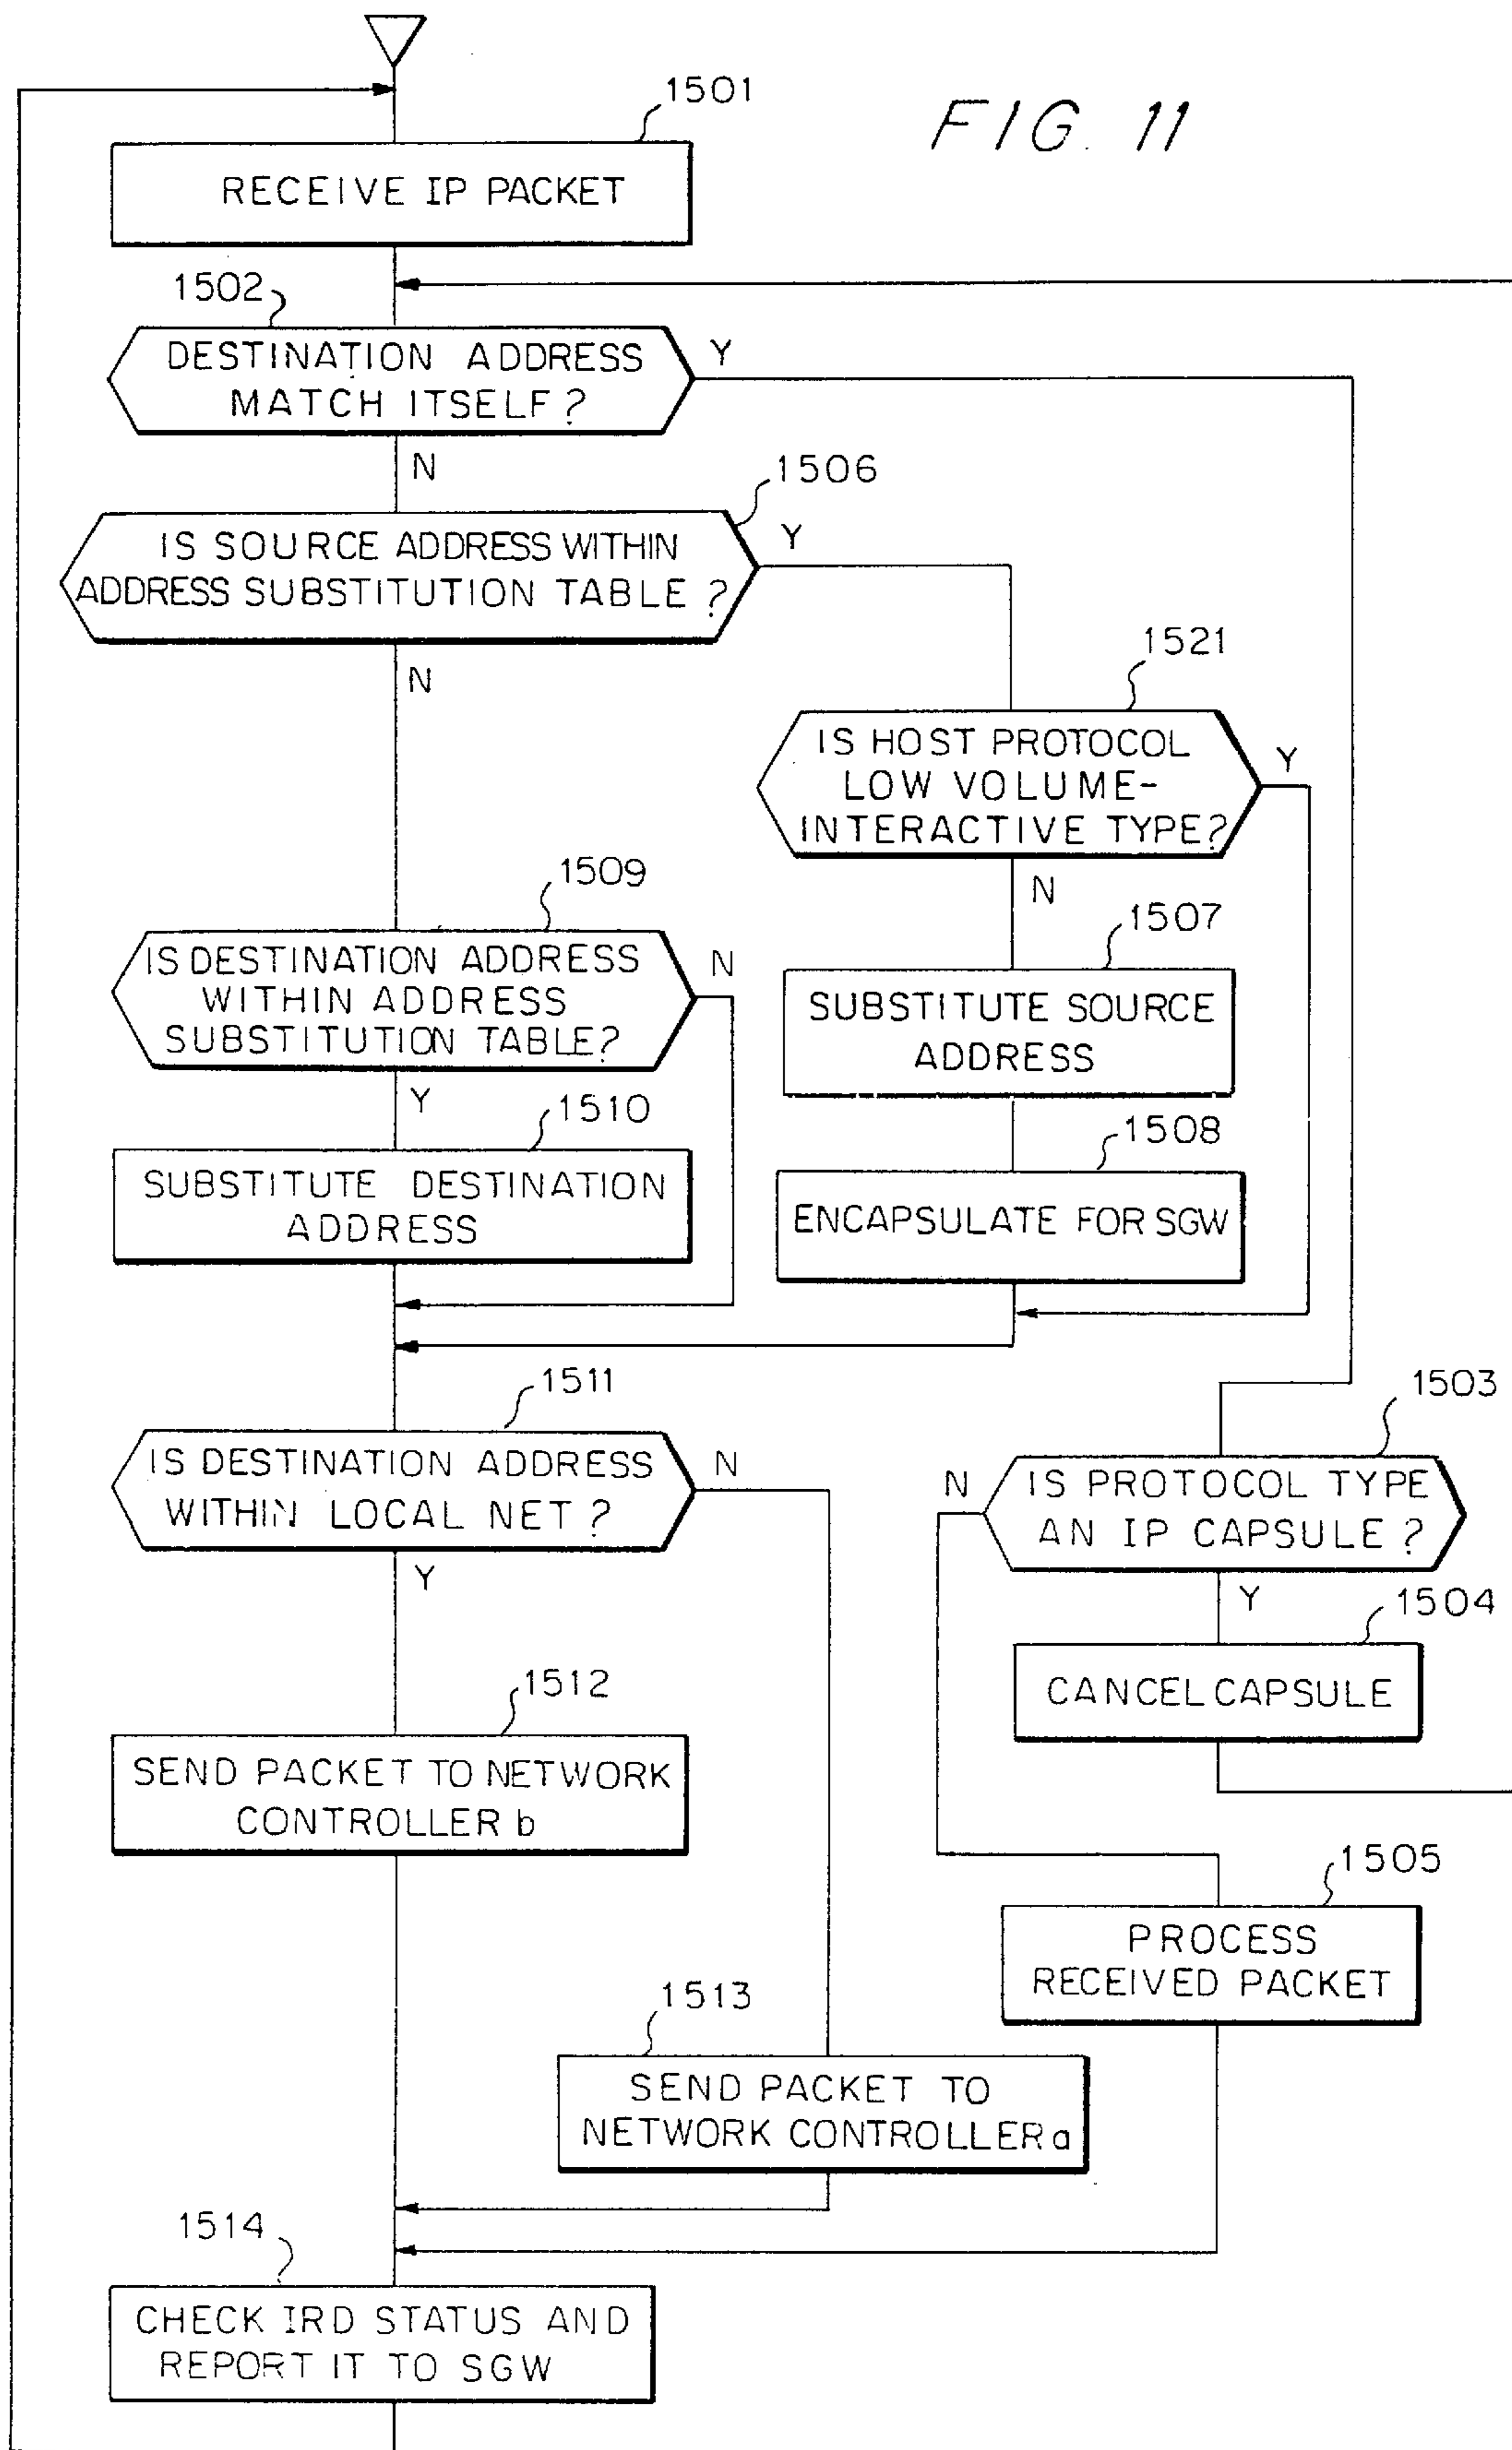 FIG. 11
1501
RECEIVE IP PACKET
1502
DESTINATION ADDRESS
MATCH ITSELF?
Y
N
1506
IS SOURCE ADDRESS WITHIN
ADDRESS SUBSTITUTION TABLE ?
Y
N
1521
IS HOST PROTOCOL
LOW VOLUME-
INTERACTIVE TYPE?
Y
N
1509
IS DESTINATION ADDRESS
WITHIN ADDRESS
SUBSTITUTION TABLE?
N
Y
1507
SUBSTITUTE SOURCE
ADDRESS
1510
SUBSTITUTE DESTINATION
ADDRESS
1508
ENCAPSULATE FOR SGW
1511
IS DESTINATION ADDRESS
WITHIN LOCAL NET ?
N
Y
1503
IS PROTOCOL TYPE
AN IP CAPSULE ?
N
Y
1504
CANCEL CAPSULE
1512
SEND PACKET TO NETWORK
CONTROLLER b
1505
PROCESS
RECEIVED PACKET
1513
SEND PACKET TO
NETWORK CONTROLLER a
1514
CHECK IRD STATUS AND
REPORT IT TO SGW